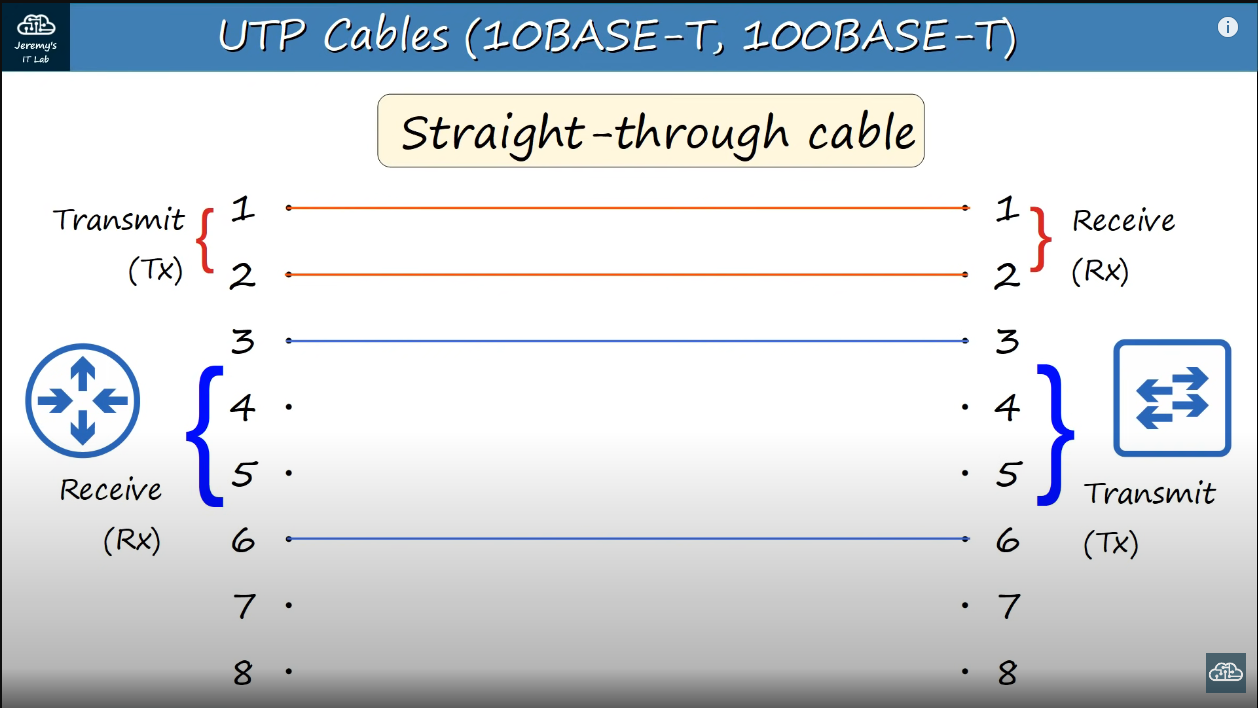 Jeremy's
IT Lab
UTP Cables (10BASE-T, 100BASE-T)
i
Straight-through cable
Transmit
(Tx)
1
1
Receive
(Rx)
2
2
3
3
4
4
5
5
Receive
(Rx)
Transmit
(Tx)
6
6
7
7
8
8